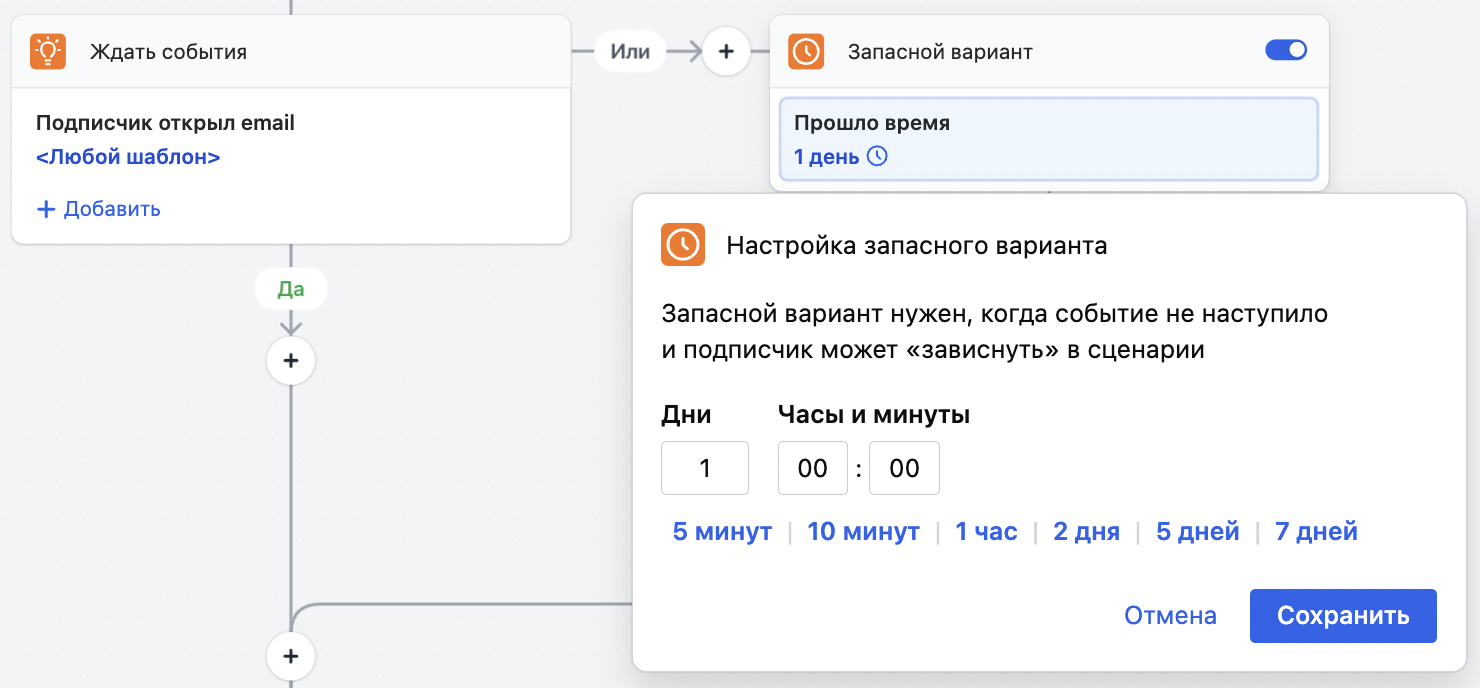 Ждать события
Или
Запасной вариант
Подписчик открыл email
<Любой шаблон>
+ Добавить
Прошло время
1 день
Да
Настройка запасного варианта
Запасной вариант нужен, когда событие не наступило
и подписчик может «зависнуть» в сценарии
Дни
Часы и минуты
1
00 : 00
5 минут | 10 минут | 1 час | 2 дня | 5 дней | 7 дней
Отмена
Сохранить